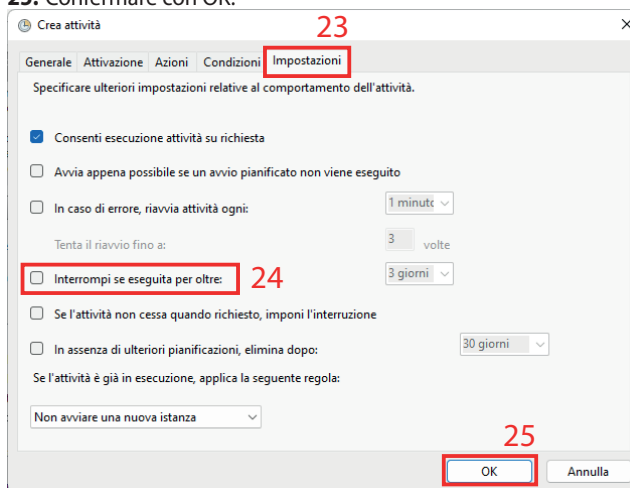 25. Confermare con OK.
Crea attività
23
Generale Attivazione Azioni Condizioni Impostazioni
Specificare ulteriori impostazioni relative al comportamento dell'attività.
Consenti esecuzione attività su richiesta
Avvia appena possibile se un avvio pianificato non viene eseguito
In caso di errore, riavvia attività ogni: 1 minuto
Tenta il riavvio fino a: 3 volte
Interrompi se eseguita per oltre: 24 3 giorni
Se l'attività non cessa quando richiesto, imponi l'interruzione
In assenza di ulteriori pianificazioni, elimina dopo: 30 giorni
Se l'attività è già in esecuzione, applica la seguente regola:
Non avviare una nuova istanza
25
OK Annulla